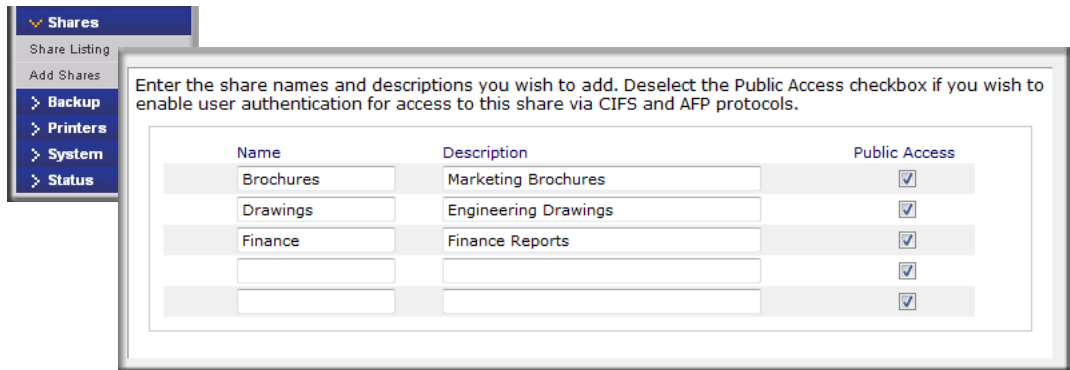 Shares
Share Listing
Add Shares
Backup
Printers
System
Status
Enter the share names and descriptions you wish to add. Deselect the Public Access checkbox if you wish to
enable user authentication for access to this share via CIFS and AFP protocols.
Name Description Public Access
Brochures Marketing Brochures
Drawings Engineering Drawings
Finance Finance Reports